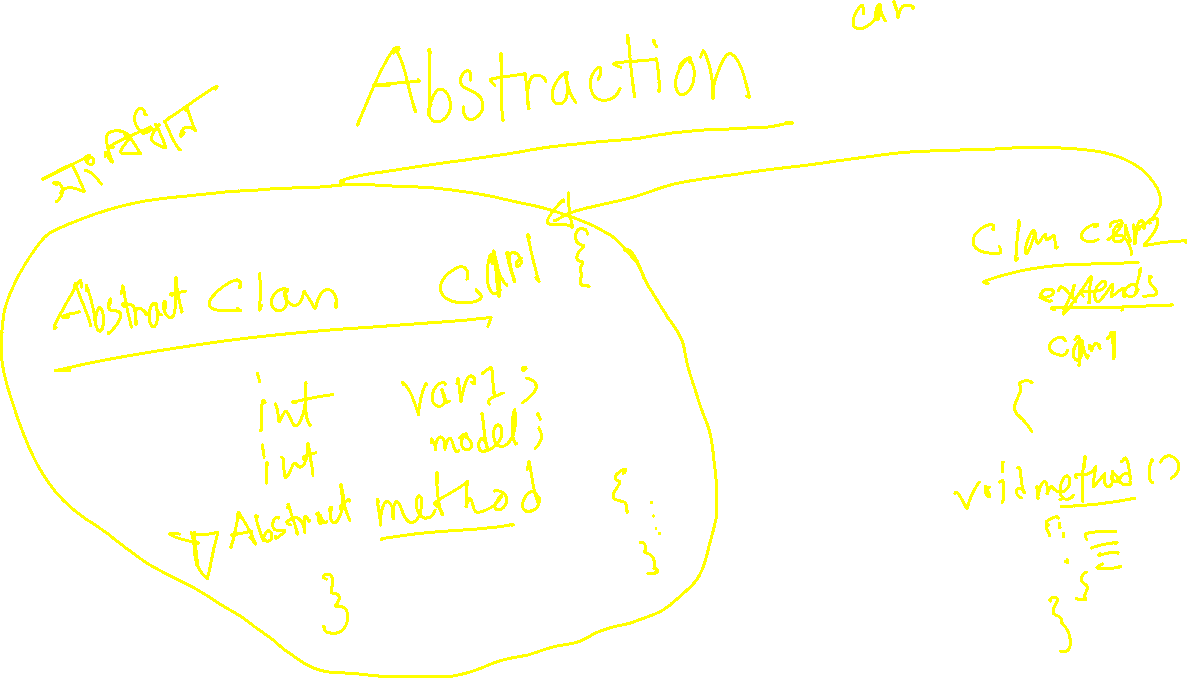 car
Abstraction
সংবিধান
Abstract Class car1 {
int var1;
int model;
Abstract method {
}
}
Class car2
extends
car1
{
void method ()
{
}
}